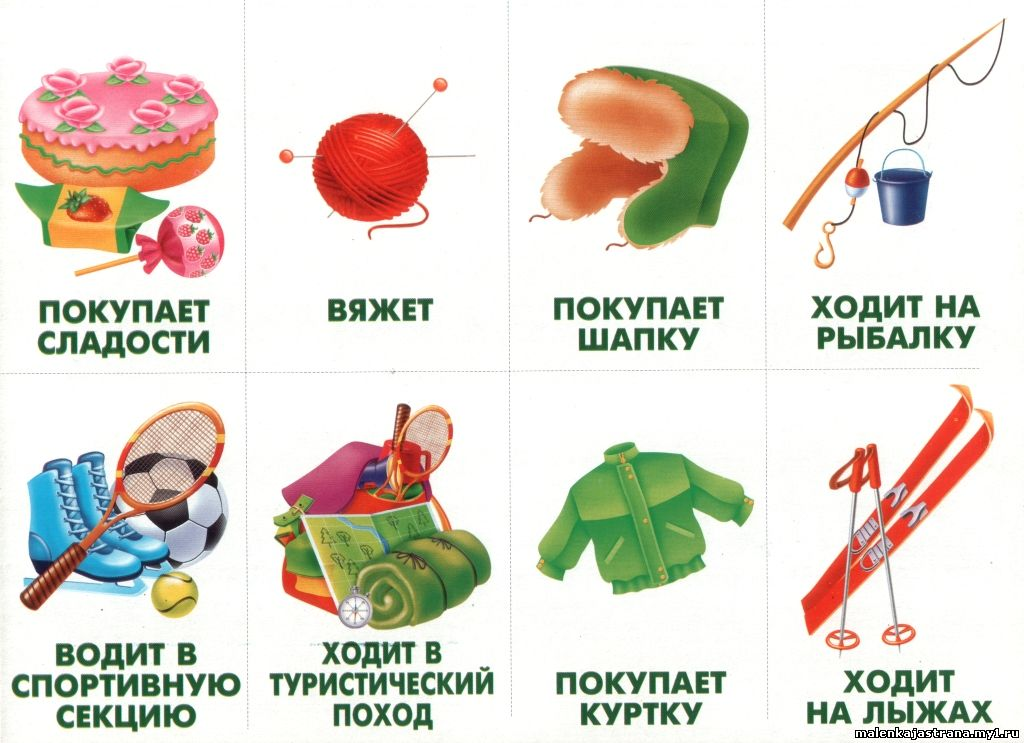 ПОКУПАЕТ
СЛАДОСТИ
ВЯЖЕТ
ПОКУПАЕТ
ШАПКУ
ХОДИТ НА
РЫБАЛКУ
ВОДИТ В
СПОРТИВНУЮ
СЕКЦИЮ
ХОДИТ В
ТУРИСТИЧЕСКИЙ
ПОХОД
ПОКУПАЕТ
КУРТКУ
ХОДИТ
НА ЛЫЖАХ
malenkajastrana.my1.ru